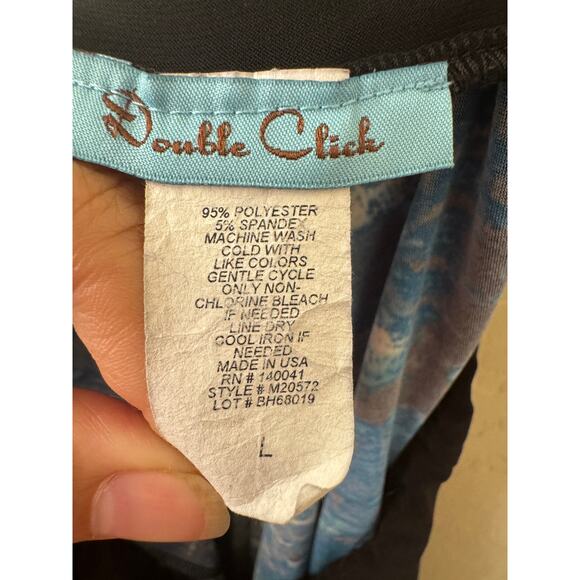 Double Click
95% POLYESTER
5% SPANDEX
MACHINE WASH
COLD WITH
LIKE COLORS
GENTLE CYCLE
ONLY NON-
CHLORINE BLEACH
IF NEEDED
LINE DRY
COOL IRON IF
NEEDED
MADE IN USA
RN # 140041
STYLE # M20572
LOT # BH68019
L